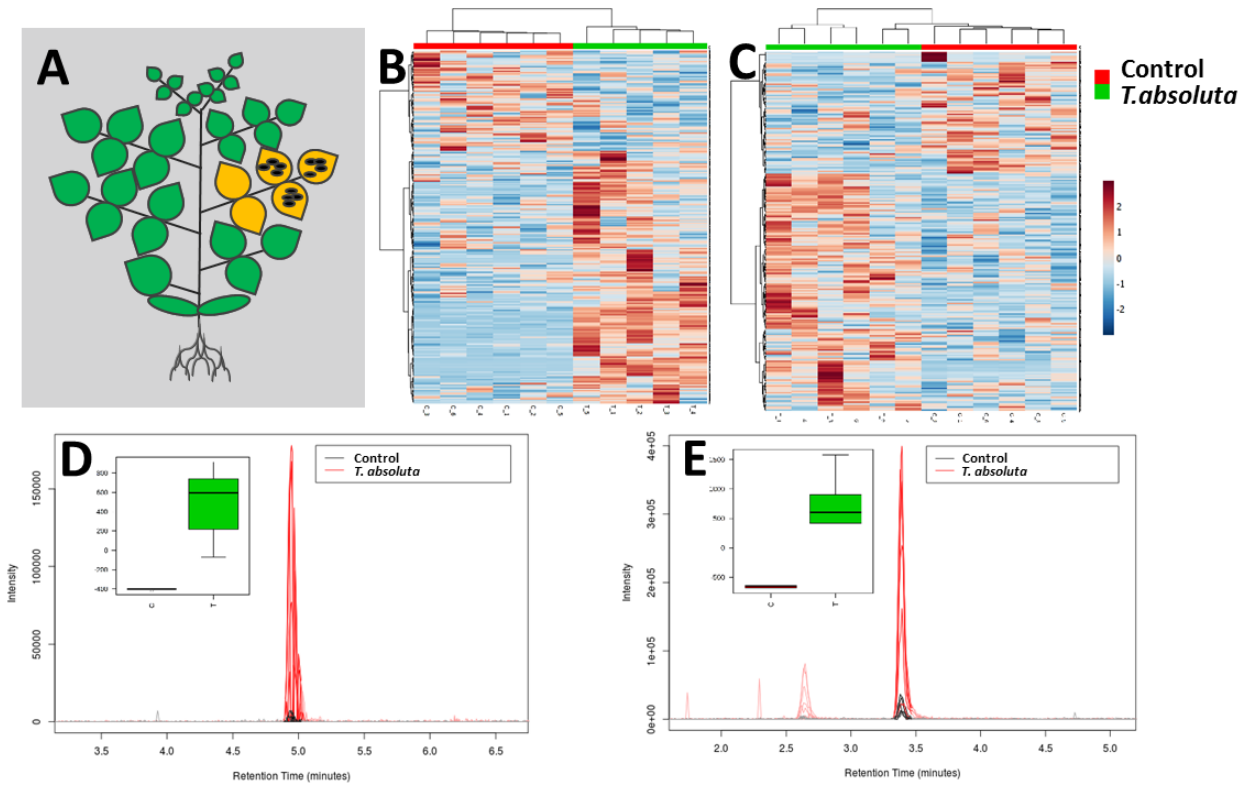 A
B
C
Control
T.absoluta
2
1
0
-1
-2
D
Control
T. absoluta
800
600
400
200
0
-400
C
T
150000
100000
50000
0
Intensity
3.5
4.0
4.5
5.0
5.5
6.0
6.5
Retention Time (minutes)
E
Control
T. absoluta
500
0
C
T
4e+05
3e+05
2e+05
1e+05
0e+00
Intensity
2.0
2.5
3.0
3.5
4.0
4.5
5.0
Retention Time (minutes)